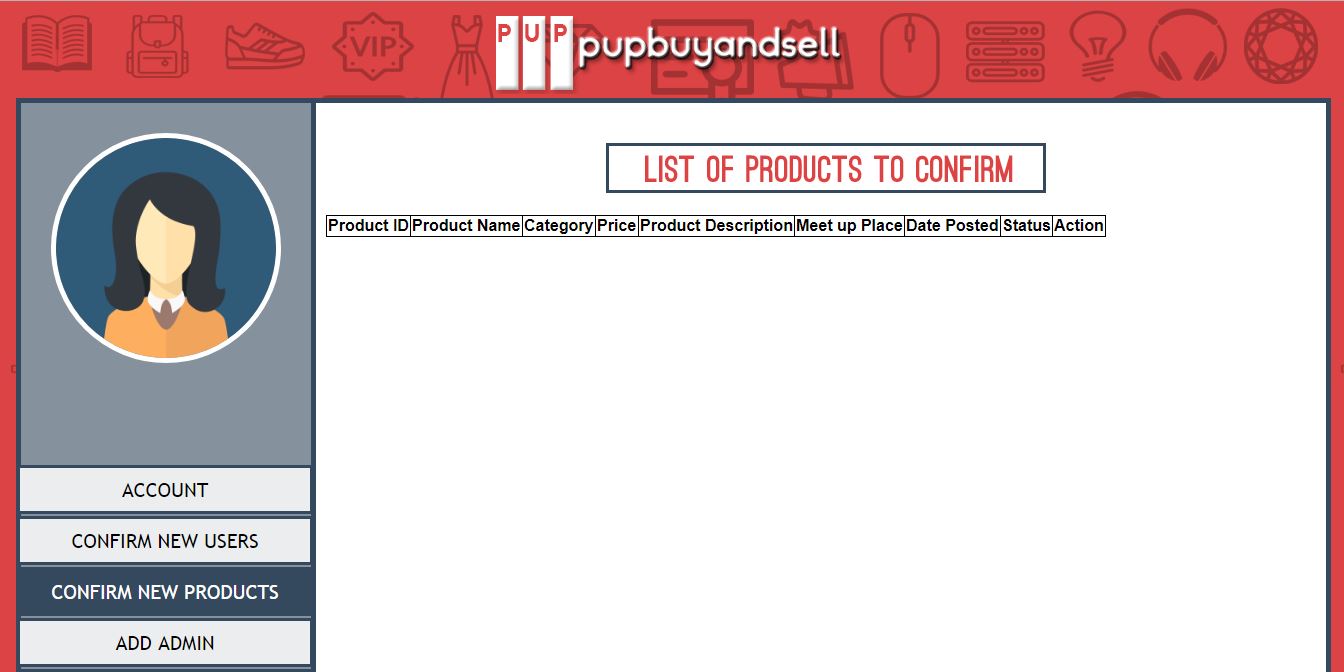 VIP
PUP
pupbuyandsell
LIST OF PRODUCTS TO CONFIRM
Product ID Product Name Category Price Product Description Meet up Place Date Posted Status Action
ACCOUNT
CONFIRM NEW USERS
CONFIRM NEW PRODUCTS
ADD ADMIN